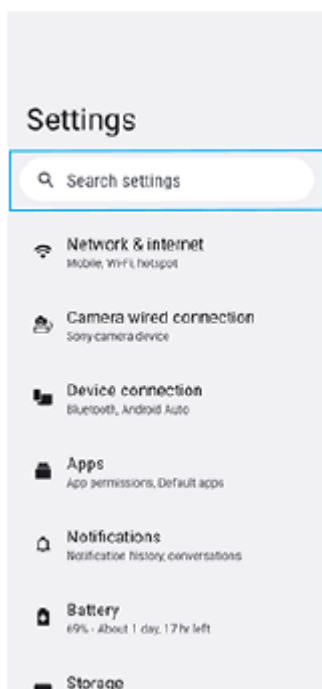 Settings
Search settings
Network & internet
Mobile, Wi-Fi, hotspot
Camera wired connection
Sony camera device
Device connection
Bluetooth, Android Auto
Apps
App permissions, Default apps
Notifications
Notification history, conversations
Battery
69% - About 1 day, 17 hr left
Storage